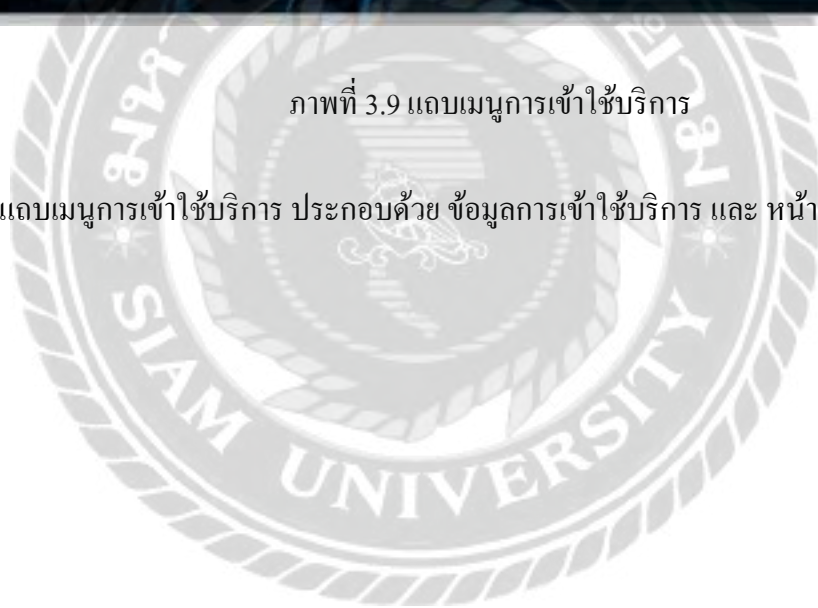 ภาพที่ 3.9 แถบเมนูการเข้าใช้บริการ
แถบเมนูการเข้าใช้บริการ ประกอบด้วย ข้อมูลการเข้าใช้บริการ และ หน้า
SIAM UNIVERSITY